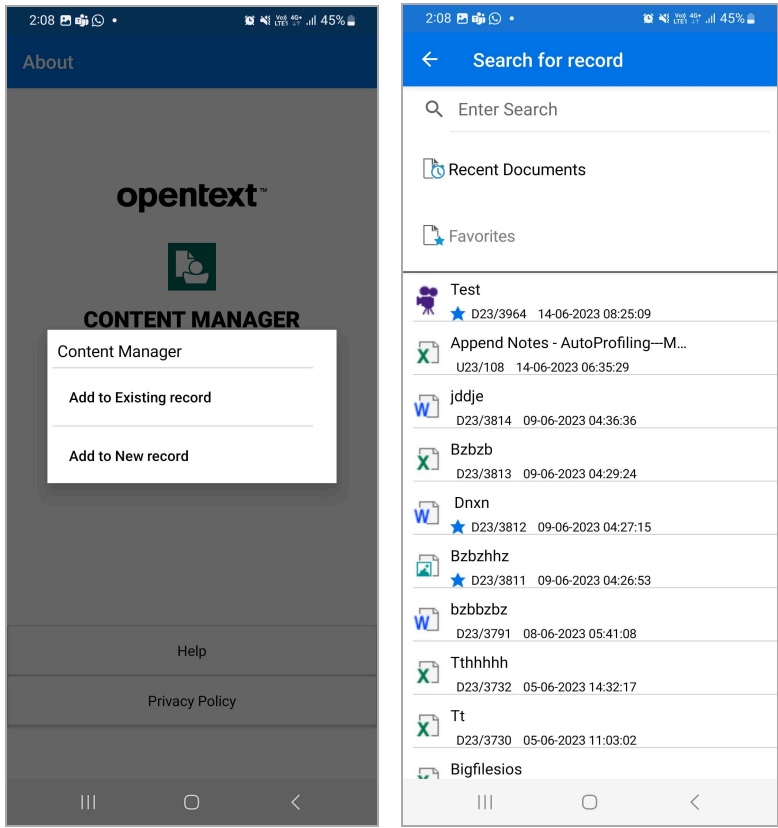 2:08 45%
About
opentext™
CONTENT MANAGER
Content Manager
Add to Existing record
Add to New record
Help
Privacy Policy
2:08 45%
Search for record
Enter Search
Recent Documents
Favorites
Test
D23/3964 14-06-2023 08:25:09
Append Notes - AutoProfiling---M...
U23/108 14-06-2023 06:35:29
jddje
D23/3814 09-06-2023 04:36:36
Bzbzb
D23/3813 09-06-2023 04:29:24
Dnxn
D23/3812 09-06-2023 04:27:15
Bzbzhhz
D23/3811 09-06-2023 04:26:53
bzbbzbz
D23/3791 08-06-2023 05:41:08
Tthhhhh
D23/3732 05-06-2023 14:32:17
Tt
D23/3730 05-06-2023 11:03:02
Bigfilesios